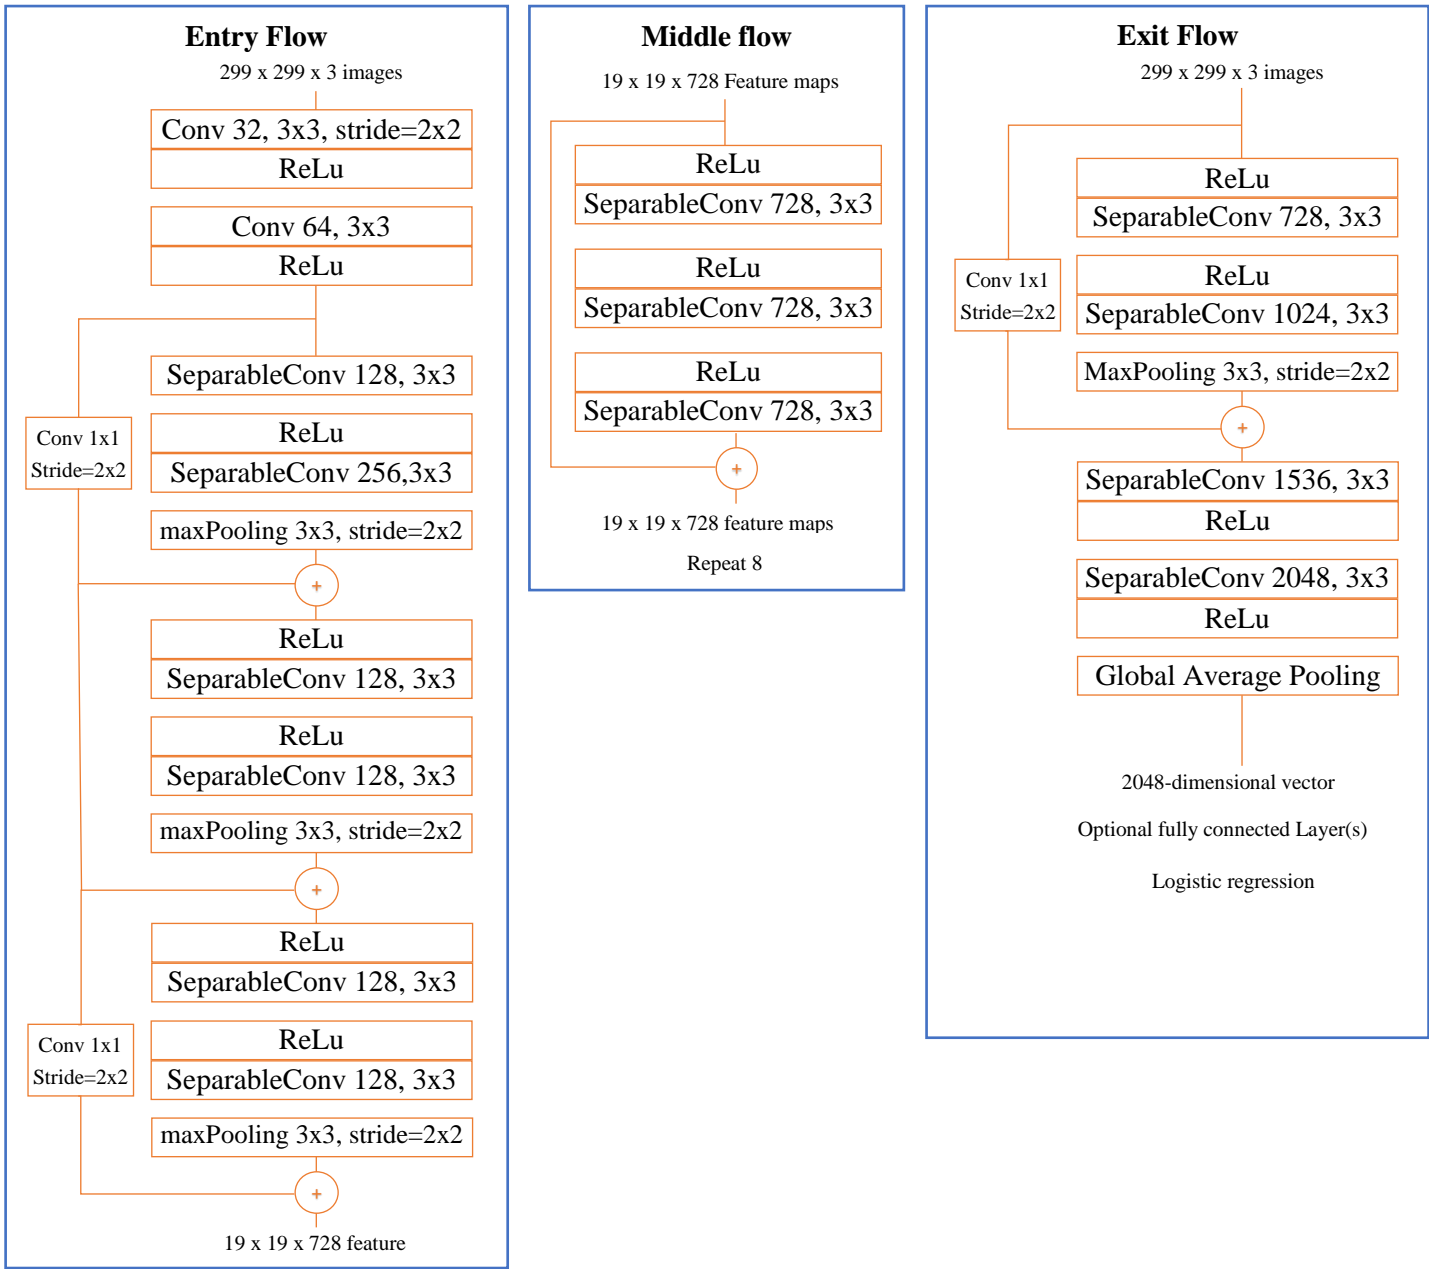 Entry Flow
299 x 299 x 3 images
Conv 32, 3x3, stride=2x2
ReLu
Conv 64, 3x3
ReLu
SeparableConv 128, 3x3
Conv 1x1
Stride=2x2
ReLu
SeparableConv 256,3x3
maxPooling 3x3, stride=2x2
+
ReLu
SeparableConv 128, 3x3
ReLu
SeparableConv 128, 3x3
maxPooling 3x3, stride=2x2
+
ReLu
SeparableConv 128, 3x3
Conv 1x1
Stride=2x2
ReLu
SeparableConv 128, 3x3
maxPooling 3x3, stride=2x2
+
19 x 19 x 728 feature
Middle flow
19 x 19 x 728 Feature maps
ReLu
SeparableConv 728, 3x3
ReLu
SeparableConv 728, 3x3
ReLu
SeparableConv 728, 3x3
+
19 x 19 x 728 feature maps
Repeat 8
Exit Flow
299 x 299 x 3 images
ReLu
SeparableConv 728, 3x3
Conv 1x1
Stride=2x2
ReLu
SeparableConv 1024, 3x3
MaxPooling 3x3, stride=2x2
+
SeparableConv 1536, 3x3
ReLu
SeparableConv 2048, 3x3
ReLu
Global Average Pooling
2048-dimensional vector
Optional fully connected Layer(s)
Logistic regression